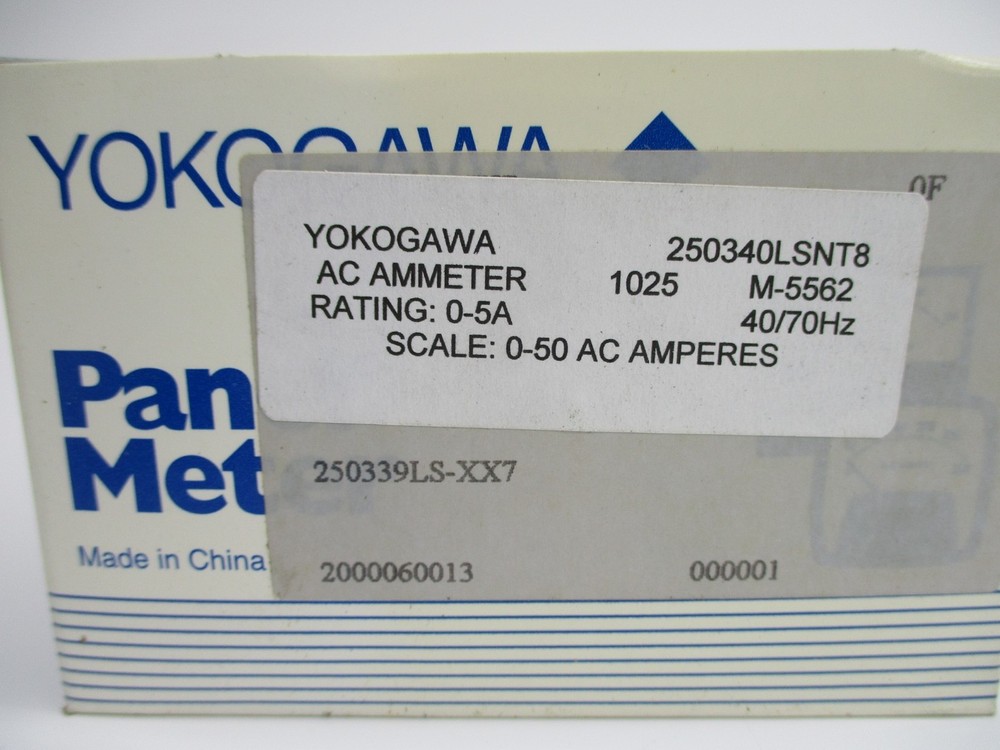 YOKOGAWA
OF
YOKOGAWA 250340LSNT8
AC AMMETER 1025 M-5562
RATING: 0-5A 40/70Hz
SCALE: 0-50 AC AMPERES
Pan
Met
250339LS-XX7
Made in China
2000060013 000001